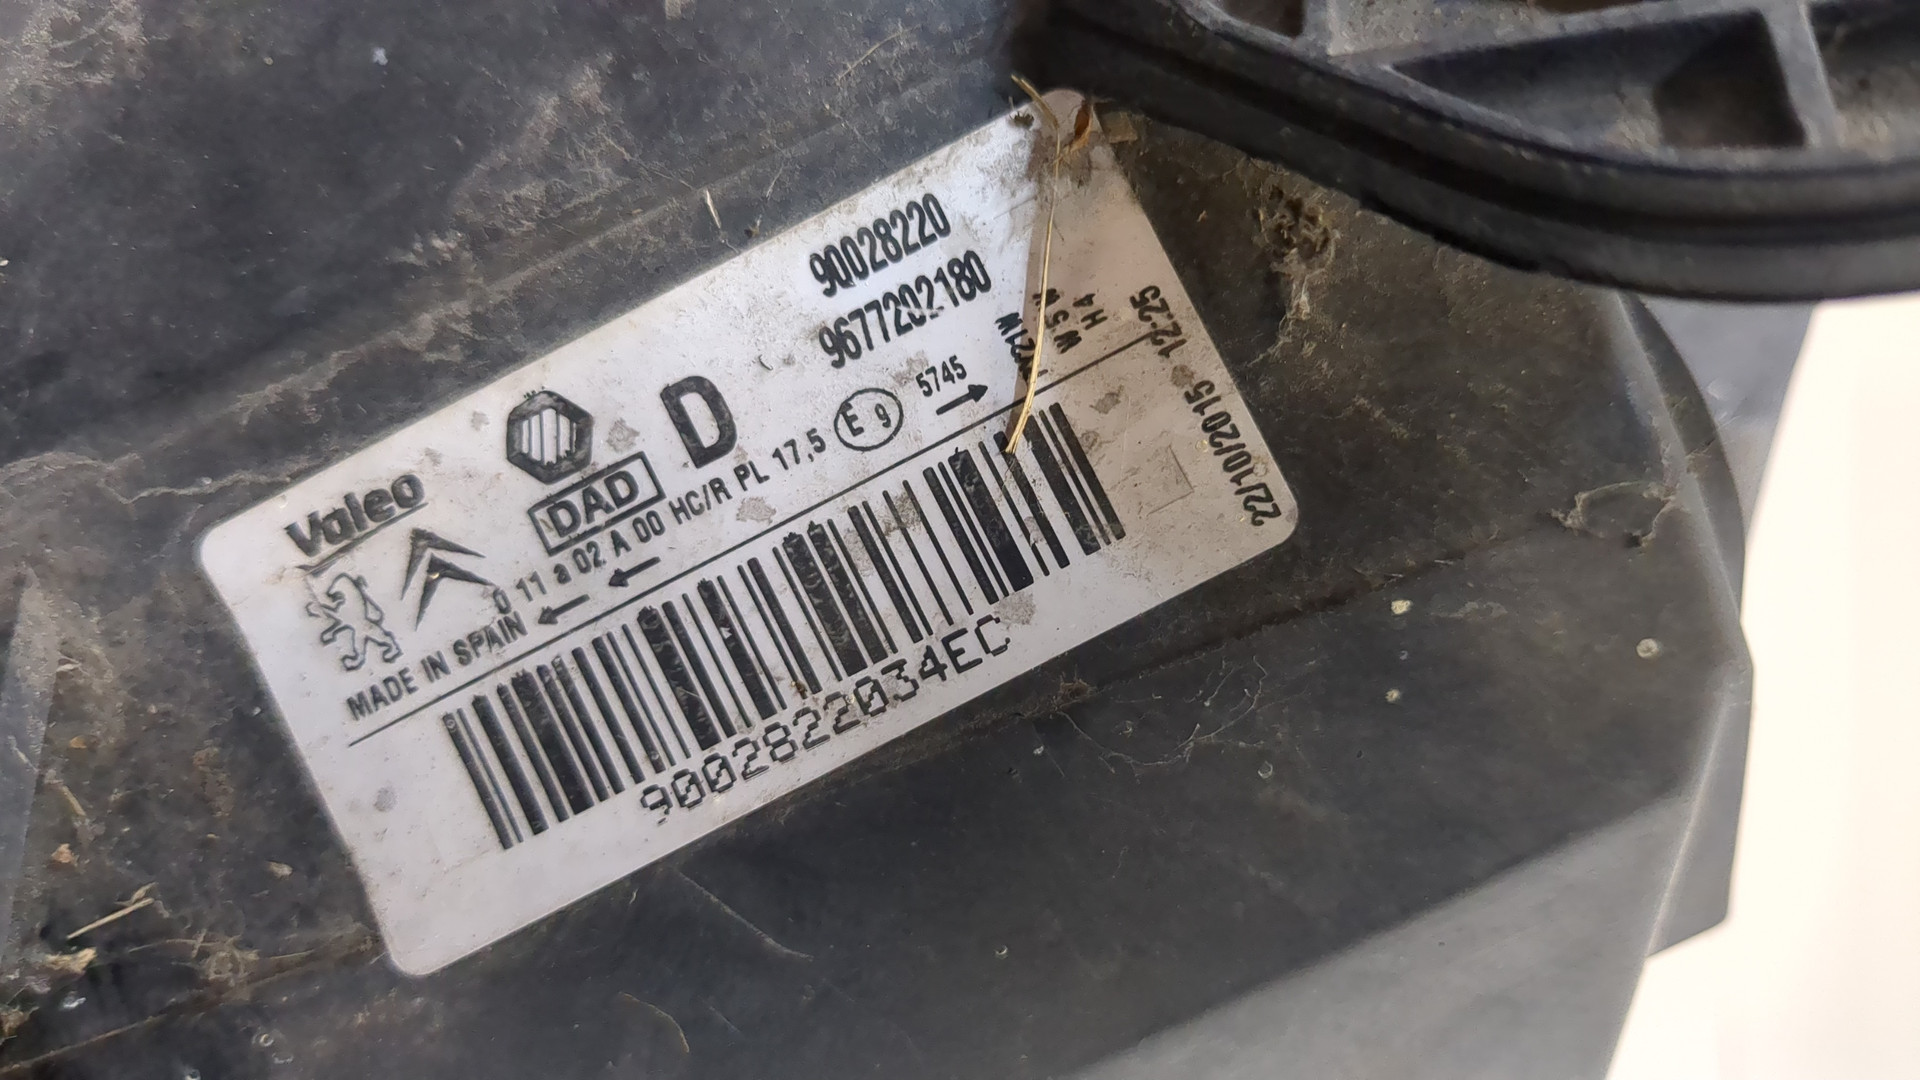 90028220
9677202180
Valeo
DAD
D
0 11 a 02 A 00 HC/R PL 17,5 E 9 5745
MADE IN SPAIN
H4
22/10/2015 - 12:25
9002822034EC